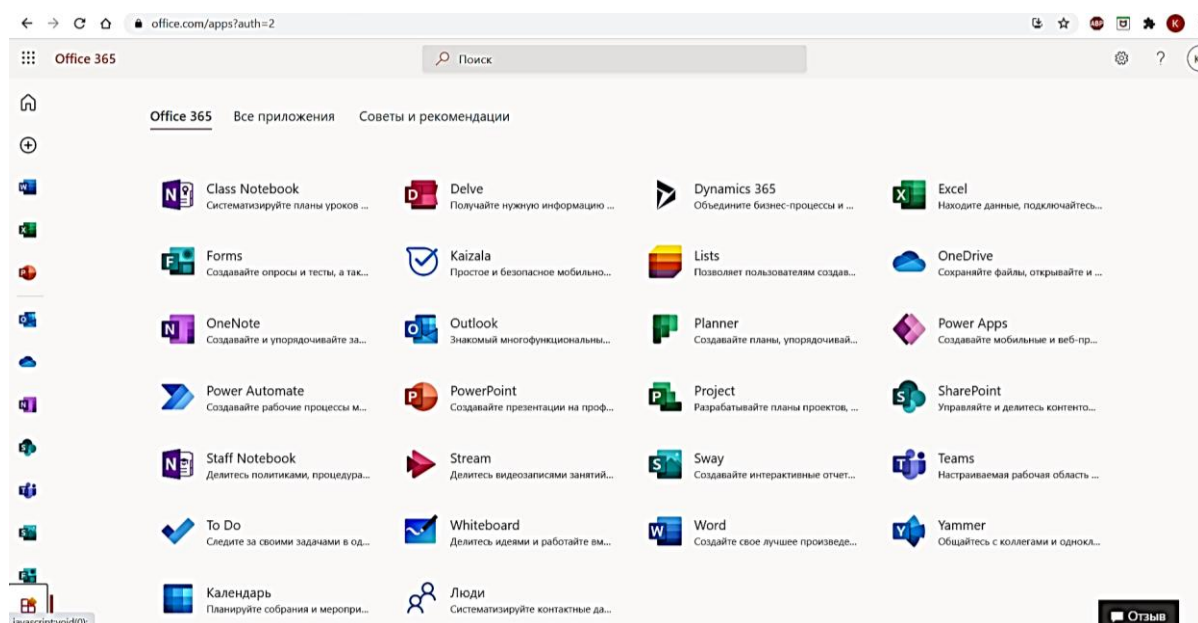 office.com/apps?auth=2
ABP
K
Office 365
Поиск
?
Office 365 Все приложения Советы и рекомендации
Class Notebook
Систематизируйте планы уроков ...
Delve
Получайте нужную информацию ...
Dynamics 365
Объедините бизнес-процессы и ...
Excel
Находите данные, подключайтесь...
Forms
Создавайте опросы и тесты, а так...
Kaizala
Простое и безопасное мобильно...
Lists
Позволяет пользователям создав...
OneDrive
Сохраняйте файлы, открывайте и ...
OneNote
Создавайте и упорядочивайте за...
Outlook
Знакомый многофункциональны...
Planner
Создавайте планы, упорядочивай...
Power Apps
Создавайте мобильные и веб-пр...
Power Automate
Создавайте рабочие процессы м...
PowerPoint
Создавайте презентации на проф...
Project
Разрабатывайте планы проектов, ...
SharePoint
Управляйте и делитесь контенто...
Staff Notebook
Делитесь политиками, процедура...
Stream
Делитесь видеозаписями занятий...
Sway
Создавайте интерактивные отчет...
Teams
Настраиваемая рабочая область ...
To Do
Следите за своими задачами в од...
Whiteboard
Делитесь идеями и работайте вм...
Word
Создайте свое лучшее произведе...
Yammer
Общайтесь с коллегами и однокл...
Календарь
Планируйте собрания и меропри...
Люди
Систематизируйте контактные да...
Отзыв
javascript:void(0);